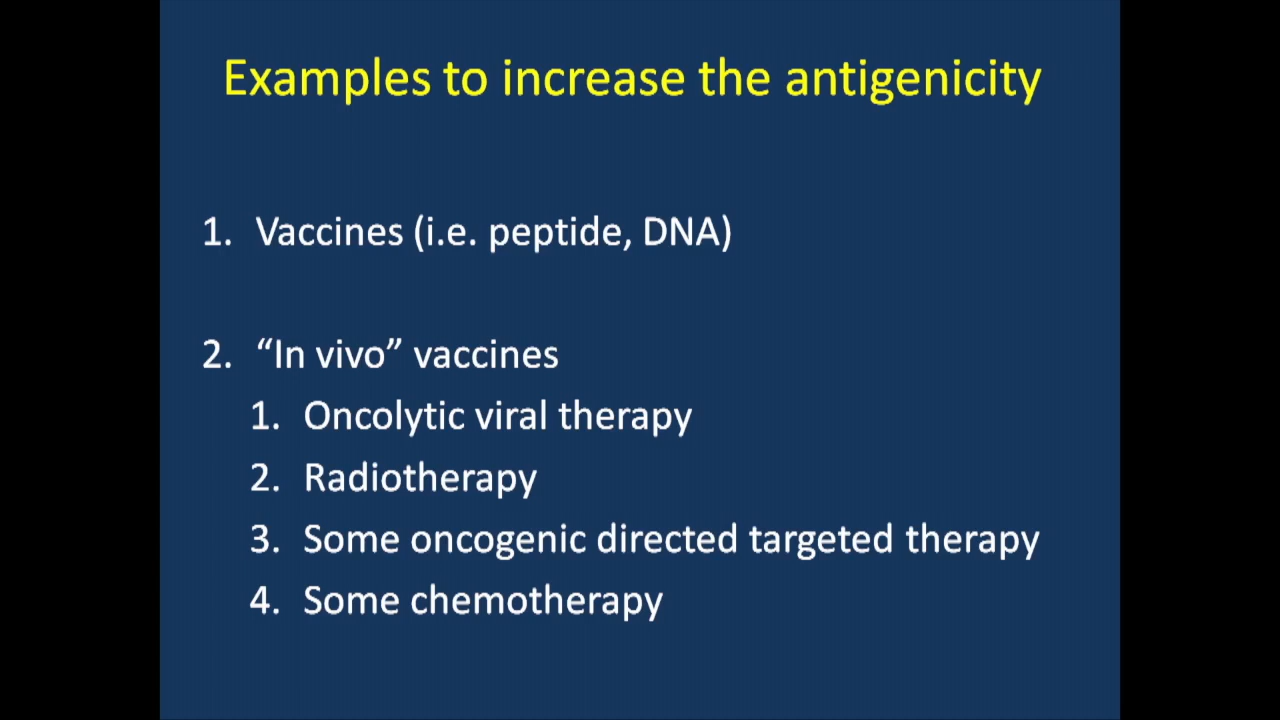 Examples to increase the antigenicity
1. Vaccines (i.e. peptide, DNA)
2. “In vivo” vaccines
1. Oncolytic viral therapy
2. Radiotherapy
3. Some oncogenic directed targeted therapy
4. Some chemotherapy